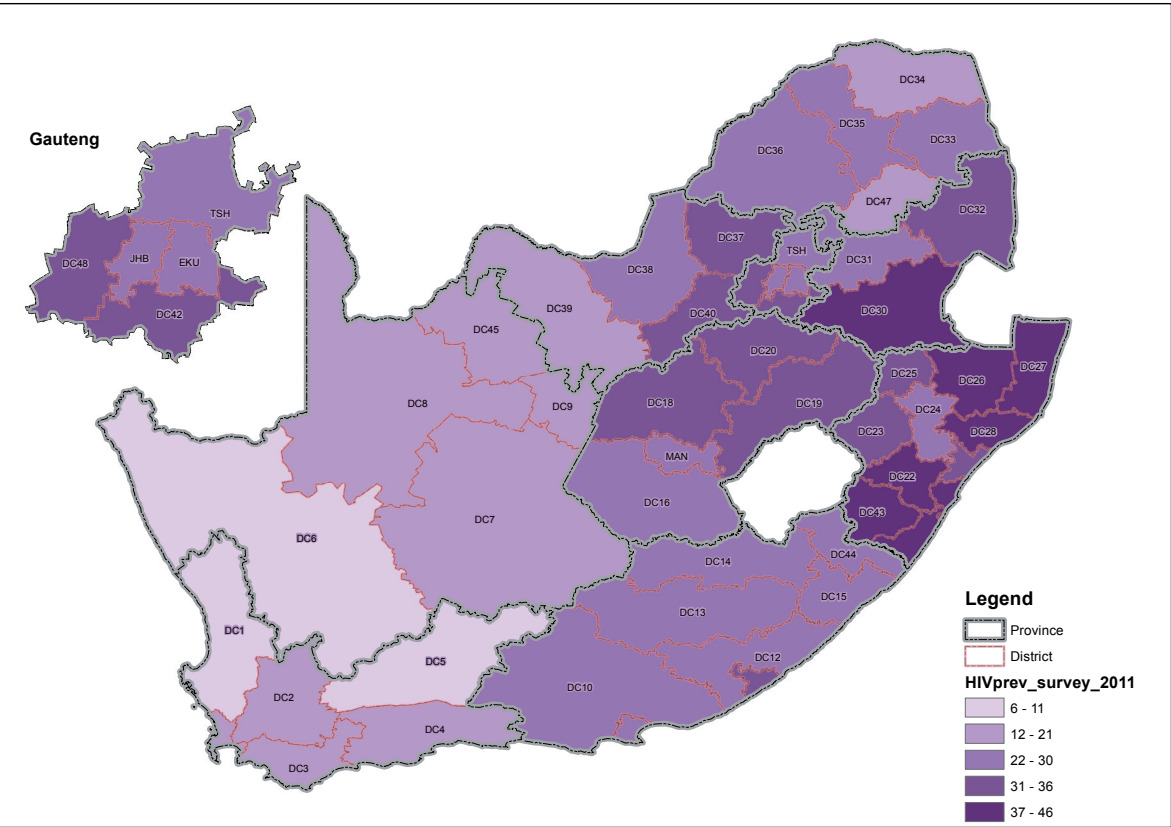 Gauteng
TSH
DC48
JHB
EKU
DC42
DC34
DC35
DC33
DC36
DC47
DC32
DC37
TSH
DC31
DC38
DC39
DC40
DC30
DC45
DC20
DC25
DC26
DC27
DC8
DC9
DC18
DC19
DC24
DC23
DC28
MAN
DC22
DC16
DC43
DC7
DC6
DC14
DC44
DC15
DC13
DC1
DC5
DC12
DC10
DC2
DC4
DC3
Legend
Province
District
HIVprev_survey_2011
6 - 11
12 - 21
22 - 30
31 - 36
37 - 46